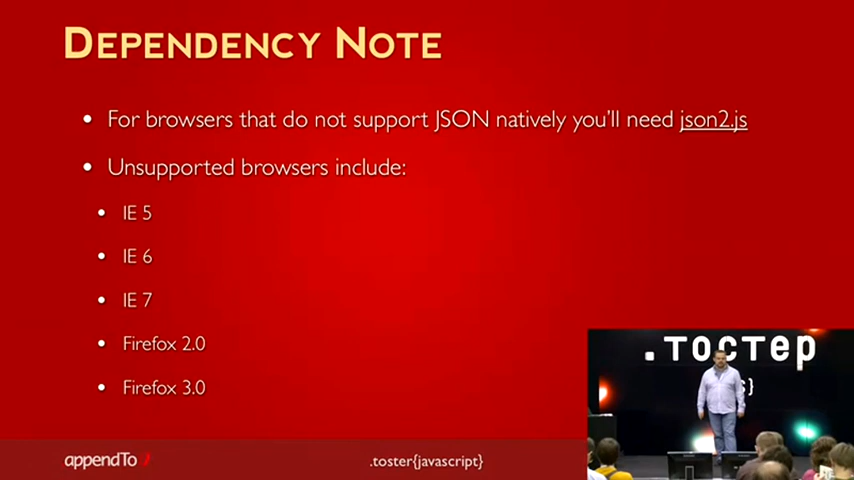 DEPENDENCY NOTE
• For browsers that do not support JSON natively you'll need json2.js
• Unsupported browsers include:
• IE 5
• IE 6
• IE 7
• Firefox 2.0
• Firefox 3.0
.тостер
s}
appendTo
.toster{javascript}